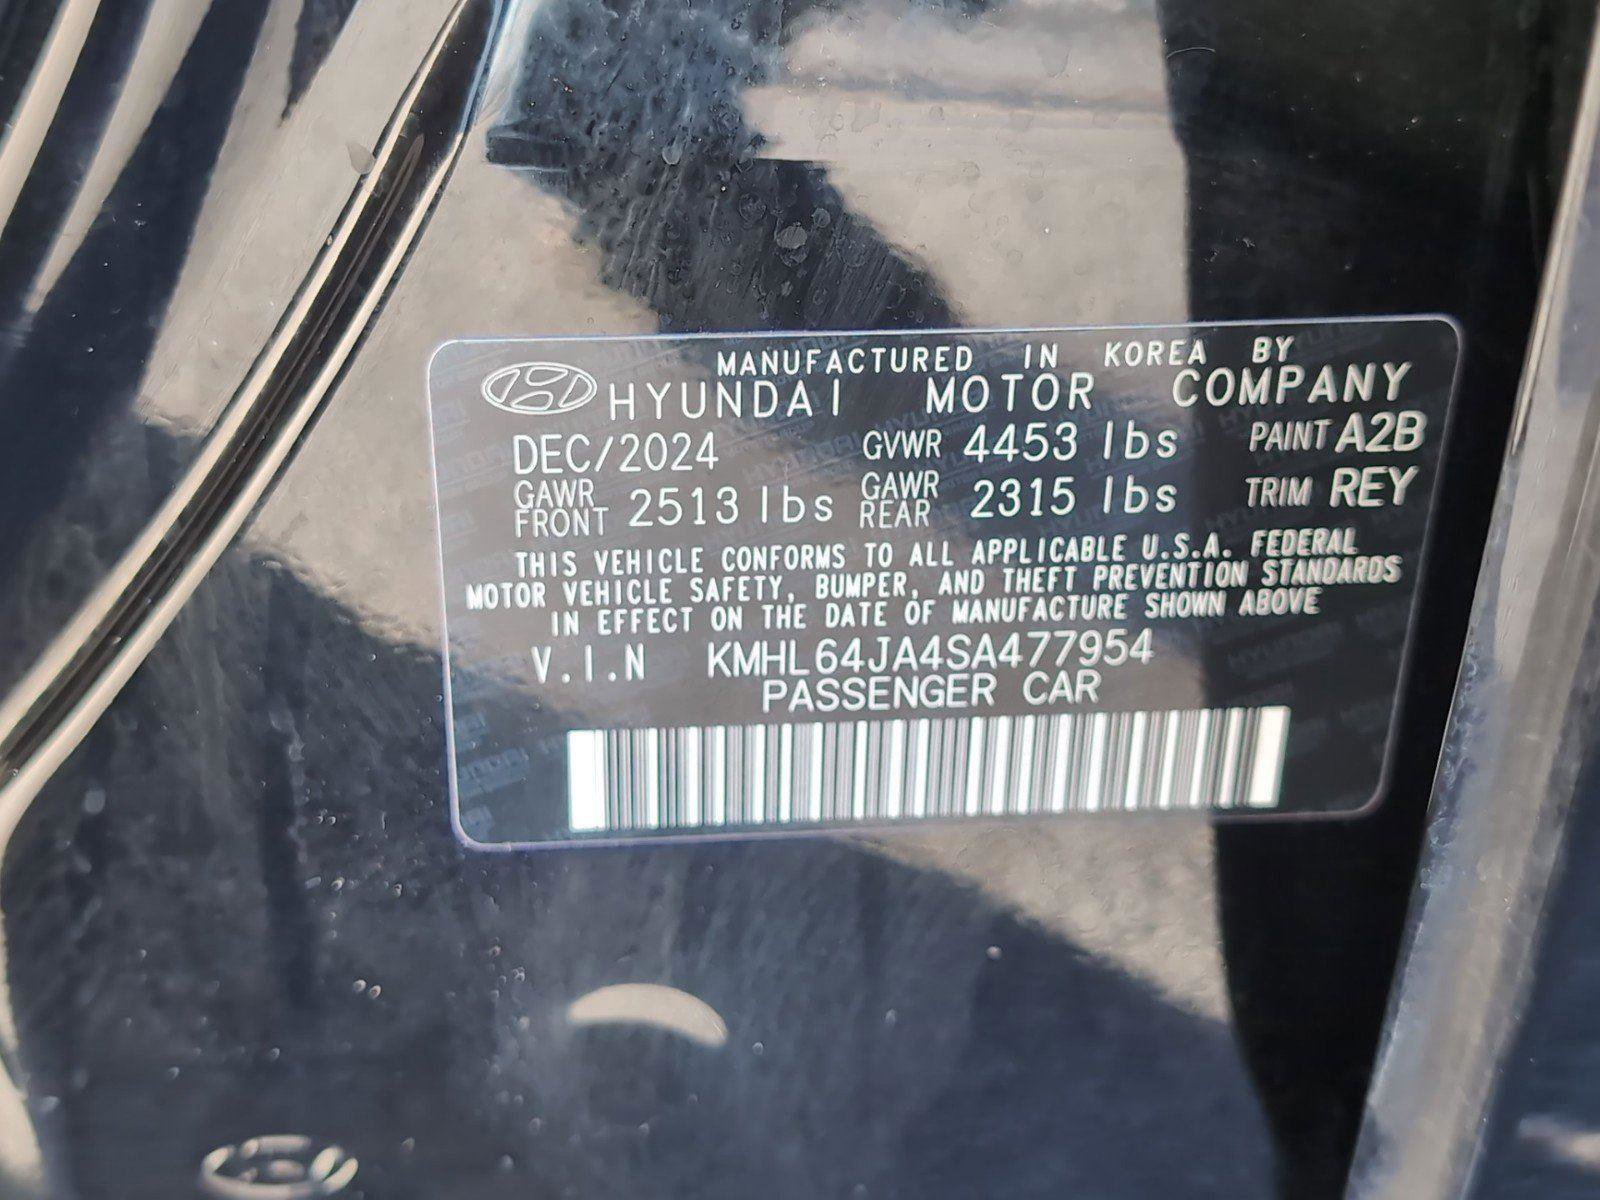 MANUFACTURED IN KOREA BY
HYUNDAI MOTOR COMPANY
DEC/2024 GVWR 4453 lbs PAINT A2B
GAWR FRONT 2513 lbs GAWR REAR 2315 lbs TRIM REY
THIS VEHICLE CONFORMS TO ALL APPLICABLE U.S.A. FEDERAL
MOTOR VEHICLE SAFETY, BUMPER, AND THEFT PREVENTION STANDARDS
IN EFFECT ON THE DATE OF MANUFACTURE SHOWN ABOVE
V.I.N KMHL64JA4SA477954
PASSENGER CAR